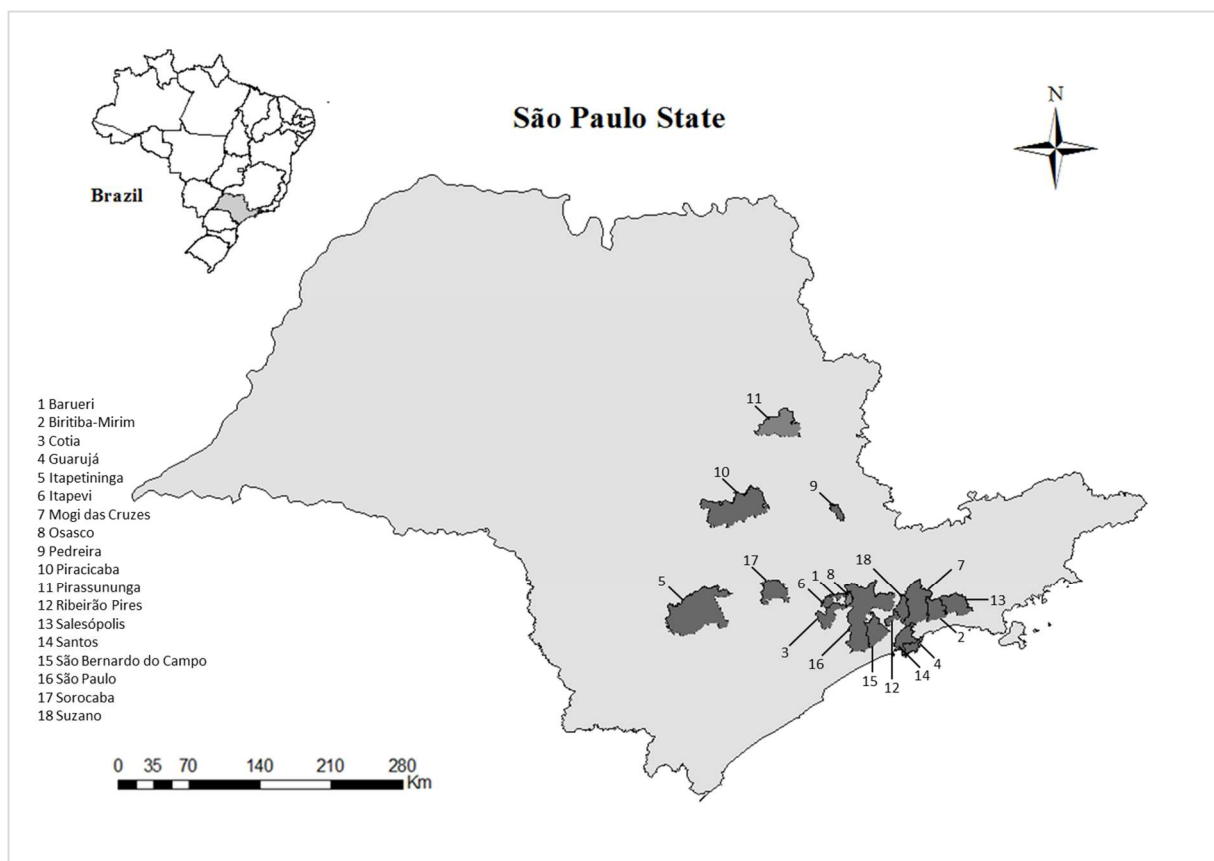 São Paulo State
N
Brazil
1 Barueri
2 Biritiba-Mirim
3 Cotia
4 Guarujá
5 Itapetininga
6 Itapevi
7 Mogi das Cruzes
8 Osasco
9 Pedreira
10 Piracicaba
11 Pirassununga
12 Ribeirão Pires
13 Salesópolis
14 Santos
15 São Bernardo do Campo
16 São Paulo
17 Sorocaba
18 Suzano
11
10
9
17
5
6
1
8
18
7
13
3
16
15
12
14
4
2
0 35 70 140 210 280
Km